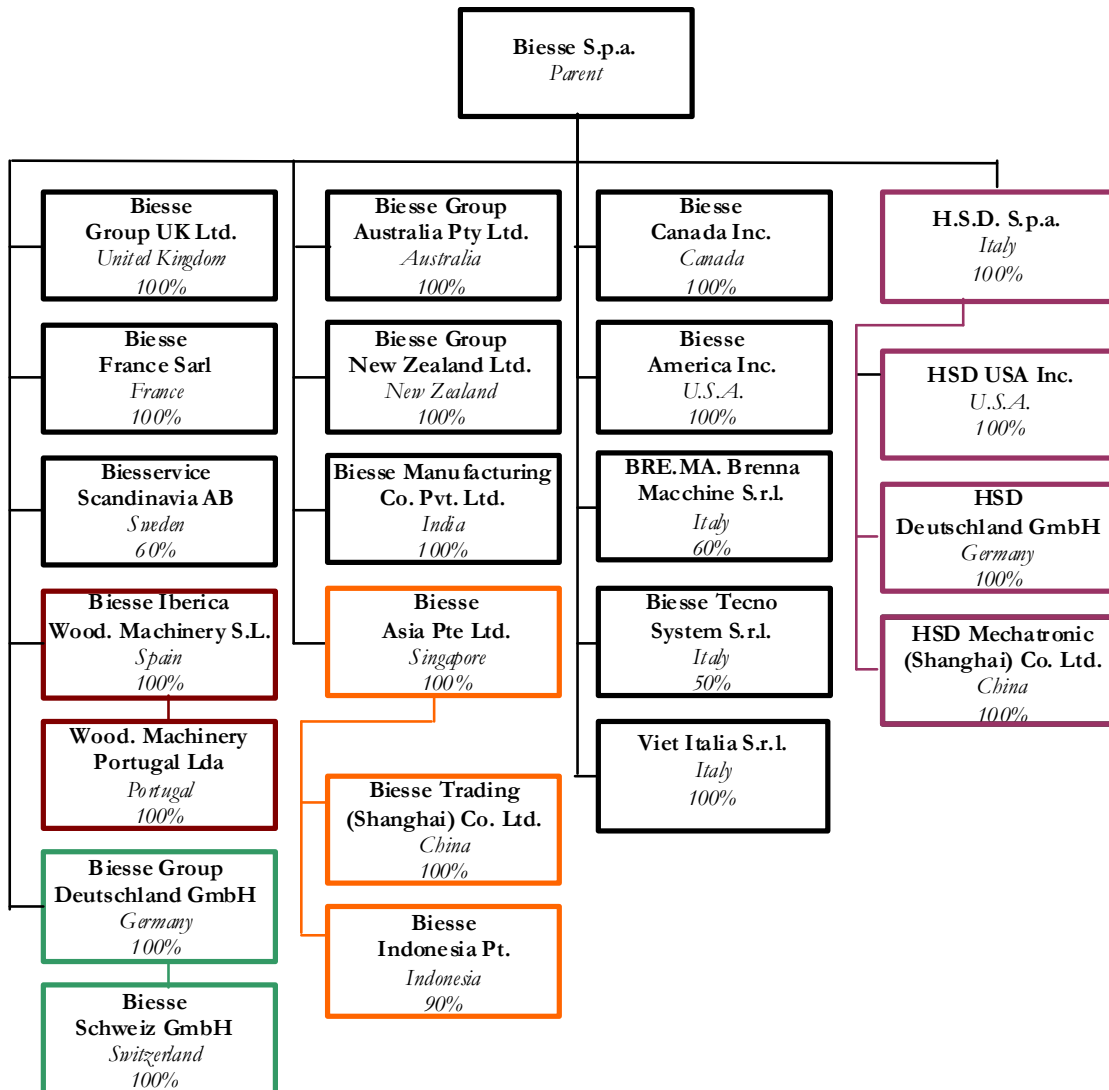 Biesse S.p.a.
Parent
Biesse
Group UK Ltd.
United Kingdom
100%
Biesse
France Sarl
France
100%
Biesservice
Scandinavia AB
Sweden
60%
Biesse Iberica
Wood. Machinery S.L.
Spain
100%
Wood. Machinery
Portugal Lda
Portugal
100%
Biesse Group
Deutschland GmbH
Germany
100%
Biesse
Schweiz GmbH
Switzerland
100%
Biesse Group
Australia Pty Ltd.
Australia
100%
Biesse Group
New Zealand Ltd.
New Zealand
100%
Biesse Manufacturing
Co. Pvt. Ltd.
India
100%
Biesse
Asia Pte Ltd.
Singapore
100%
Biesse Trading
(Shanghai) Co. Ltd.
China
100%
Biesse
Indonesia Pt.
Indonesia
90%
Biesse
Canada Inc.
Canada
100%
Biesse
America Inc.
U.S.A.
100%
BRE.MA. Brenna
Macchine S.r.l.
Italy
60%
Biesse Tecno
System S.r.l.
Italy
50%
Viet Italia S.r.l.
Italy
100%
H.S.D. S.p.a.
Italy
100%
HSD USA Inc.
U.S.A.
100%
HSD
Deutschland GmbH
Germany
100%
HSD Mechatronic
(Shanghai) Co. Ltd.
China
100%